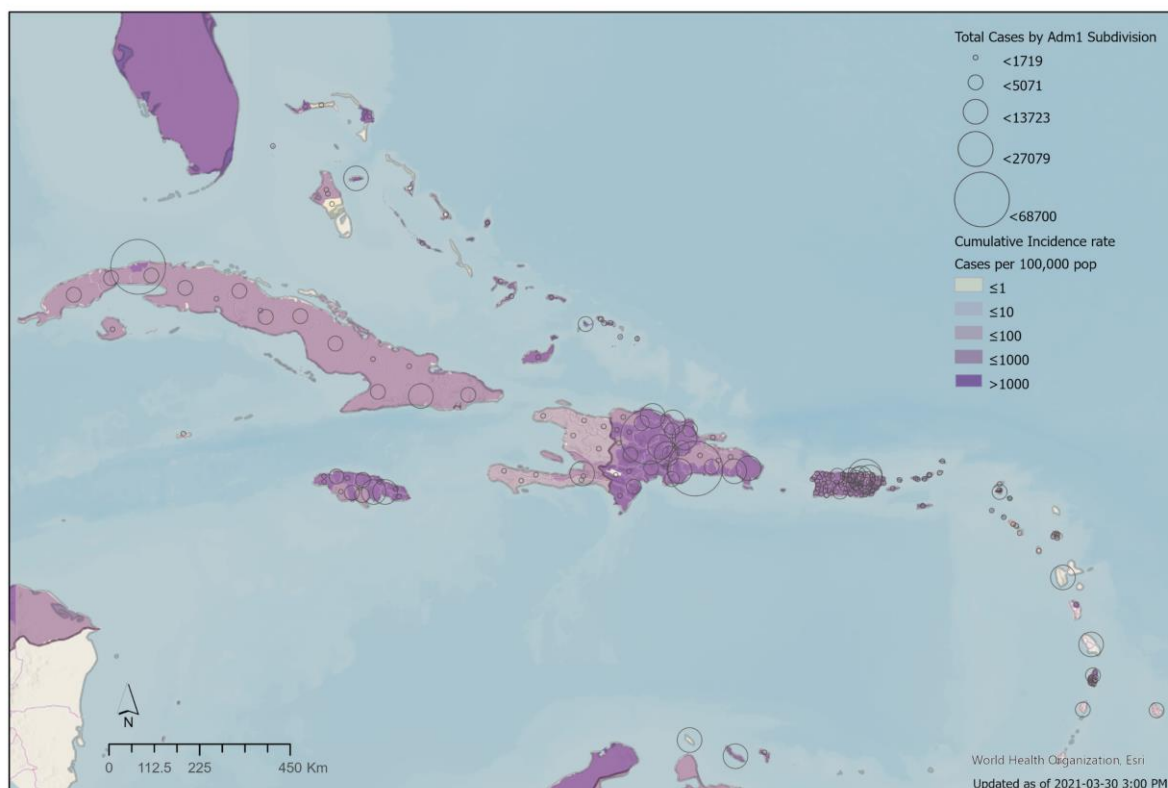 Total Cases by Adm1 Subdivision
<1719
<5071
<13723
<27079
<68700
Cumulative Incidence rate
Cases per 100,000 pop
≤1
≤10
≤100
≤1000
>1000
N
0 112.5 225 450 Km
World Health Organization, Esri
Updated as of 2021-03-30 3:00 PM